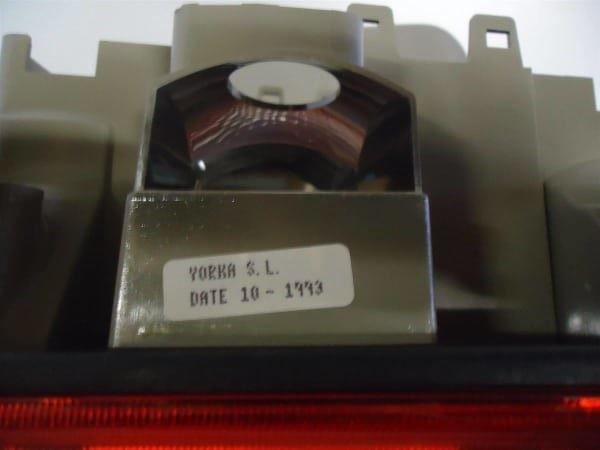 YORKA S.L.
DATE 10 - 1993